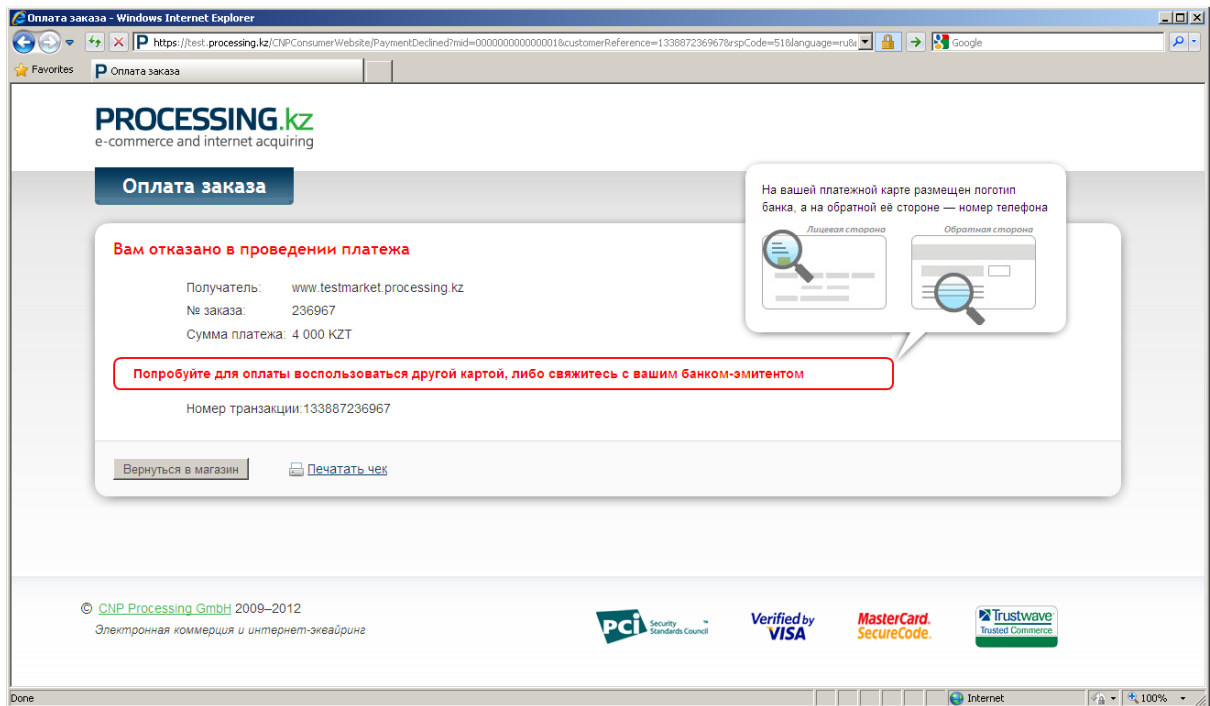 Оплата заказа - Windows Internet Explorer
https://test.processing.kz/CNPConsumerWebsite/PaymentDeclined?mid=000000000000001&customerReference=133887236967&rspCode=51&language=ru&
Google
Favorites
Оплата заказа
PROCESSING.kz
e-commerce and internet acquiring
Оплата заказа
На вашей платежной карте размещен логотип
банка, а на обратной её стороне — номер телефона
Лицевая сторона
Обратная сторона
Вам отказано в проведении платежа
Получатель: www.testmarket.processing.kz
№ заказа: 236967
Сумма платежа: 4 000 KZT
Попробуйте для оплаты воспользоваться другой картой, либо свяжитесь с вашим банком-эмитентом
Номер транзакции:133887236967
Вернуться в магазин
Печатать чек
© CNP Processing GmbH 2009–2012
Электронная коммерция и интернет-эквайринг
PCI Security ™
Standards Council
Verified by
VISA
MasterCard.
SecureCode.
Trustwave
Trusted Commerce
Done
Internet
100%